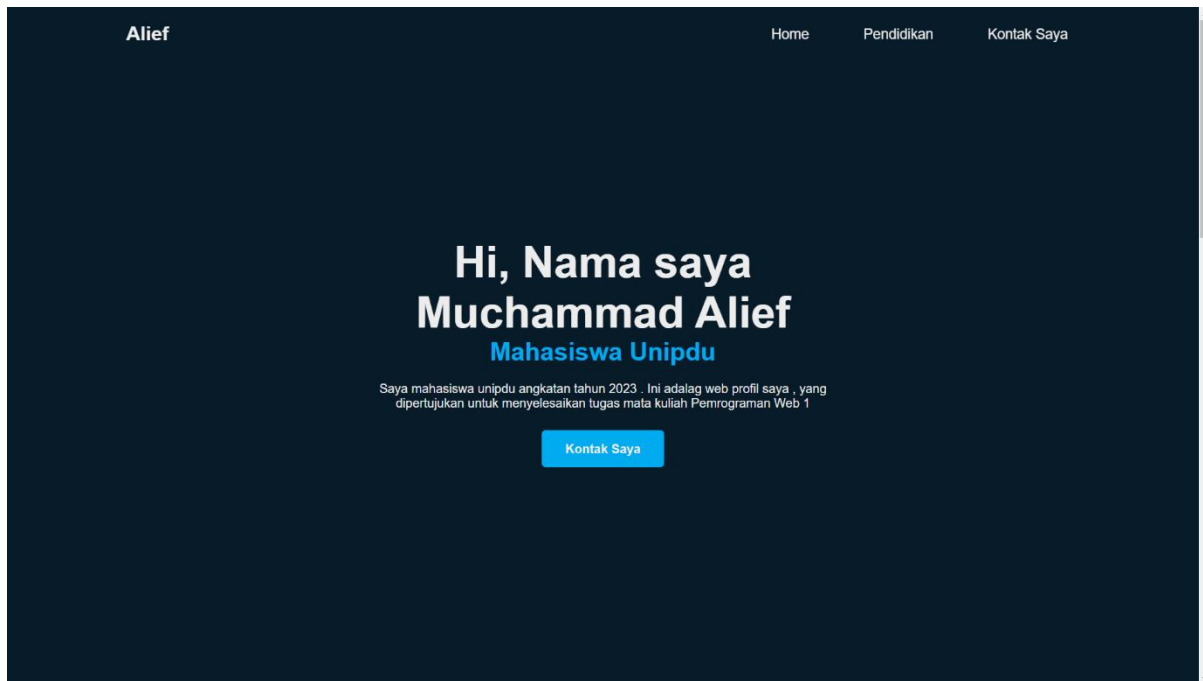 Alief
Home
Pendidikan
Kontak Saya
Hi, Nama saya
Muchammad Alief
Mahasiswa Unipdu
Saya mahasiswa unipdu angkatan tahun 2023 . Ini adalag web profil saya , yang
dipertujukan untuk menyelesaikan tugas mata kuliah Pemrograman Web 1
Kontak Saya